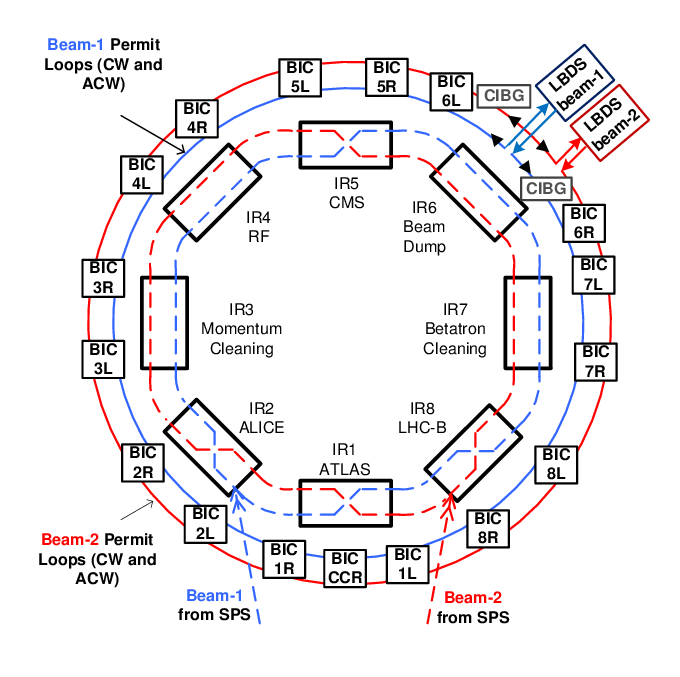 Beam-1 Permit
Loops (CW and
ACW)
BIC
5L
BIC
5R
BIC
6L
CIBG
LBDS
beam-1
LBDS
beam-2
BIC
4R
BIC
4L
IR5
CMS
IR4
RF
IR6
Beam
Dump
CIBG
BIC
6R
BIC
7L
BIC
3R
IR3
Momentum
Cleaning
IR7
Betatron
Cleaning
BIC
3L
BIC
7R
IR2
ALICE
IR8
LHC-B
IR1
ATLAS
BIC
2R
BIC
8L
BIC
2L
BIC
8R
Beam-2 Permit
Loops (CW and
ACW)
BIC
1R
BIC
CCR
BIC
1L
Beam-1
from SPS
Beam-2
from SPS